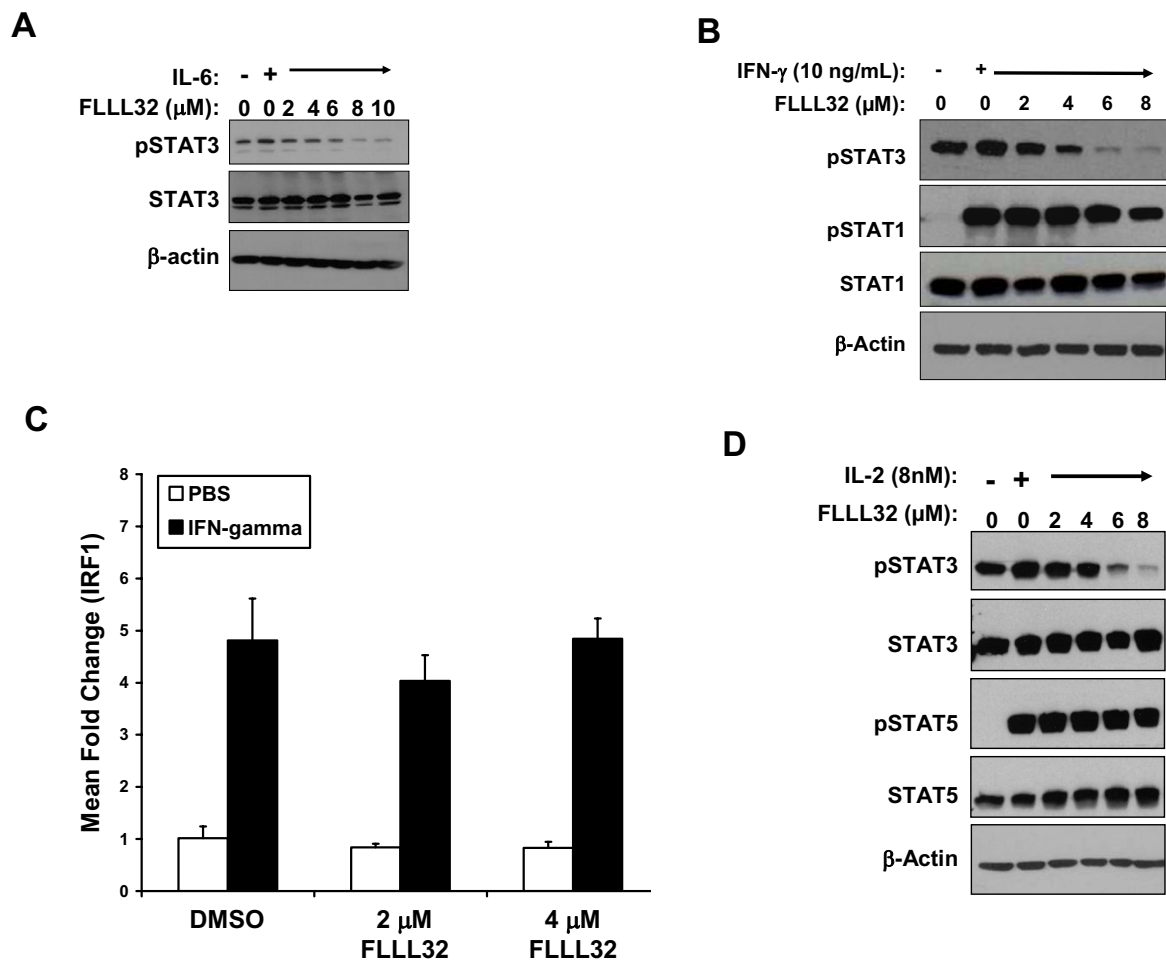 A
IL-6: - +
FLLL32 (μM): 0 0 2 4 6 8 10
pSTAT3
STAT3
β-actin
B
IFN-γ (10 ng/mL): - +
FLLL32 (μM): 0 0 2 4 6 8
pSTAT3
pSTAT1
STAT1
β-Actin
C
Mean Fold Change (IRF1)
8
7
6
5
4
3
2
1
0
PBS
IFN-gamma
DMSO
2 μM
FLLL32
4 μM
FLLL32
D
IL-2 (8nM): - +
FLLL32 (μM): 0 0 2 4 6 8
pSTAT3
STAT3
pSTAT5
STAT5
β-Actin